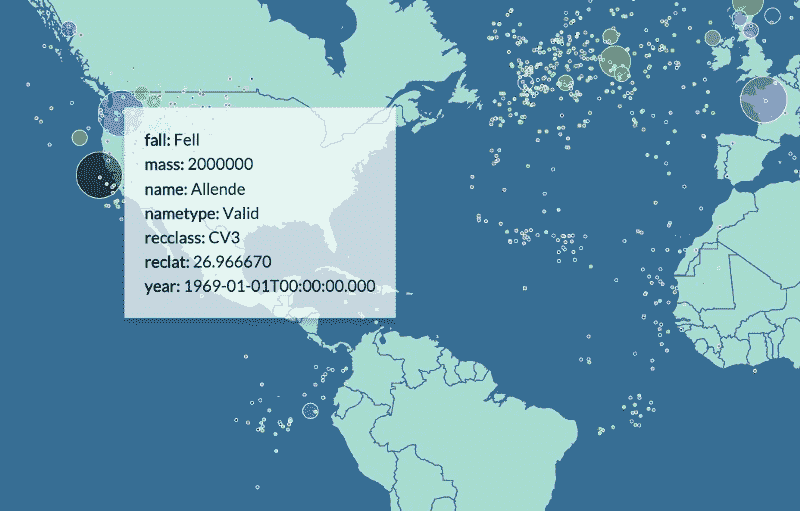 fall: Fell
mass: 2000000
name: Allende
nametype: Valid
recclass: CV3
reclat: 26.966670
year: 1969-01-01T00:00:00.000